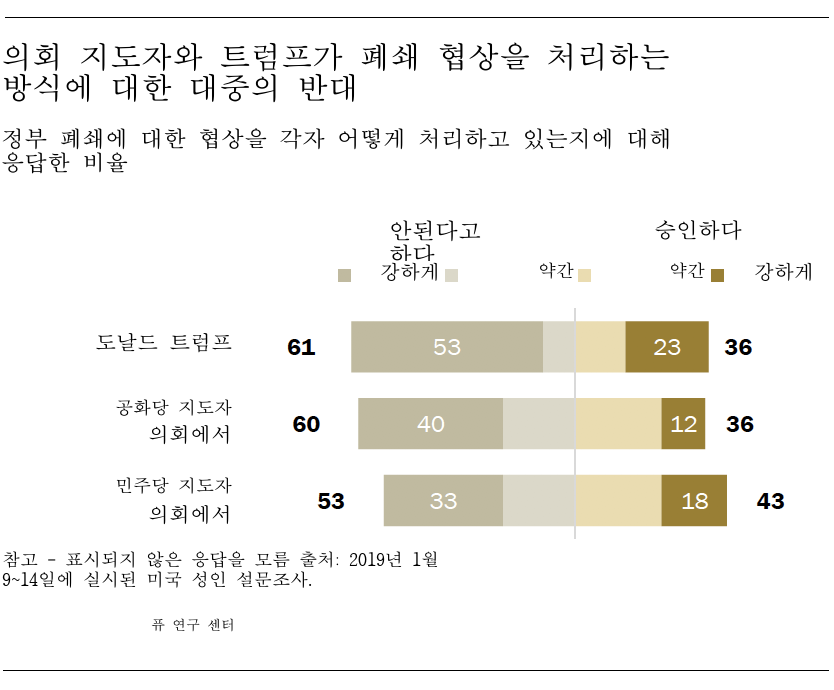 의회 지도자와 트럼프가 폐쇄 협상을 처리하는
방식에 대한 대중의 반대
정부 폐쇄에 대한 협상을 각자 어떻게 처리하고 있는지에 대해
응답한 비율
안된다고 승인하다
하다
강하게 약간 약간 강하게
도날드 트럼프 61 53 23 36
공화당 지도자
의회에서 60 40 12 36
민주당 지도자
의회에서 53 33 18 43
참고 - 표시되지 않은 응답을 모름 출처: 2019년 1월
9~14일에 실시된 미국 성인 설문조사.
퓨 연구 센터